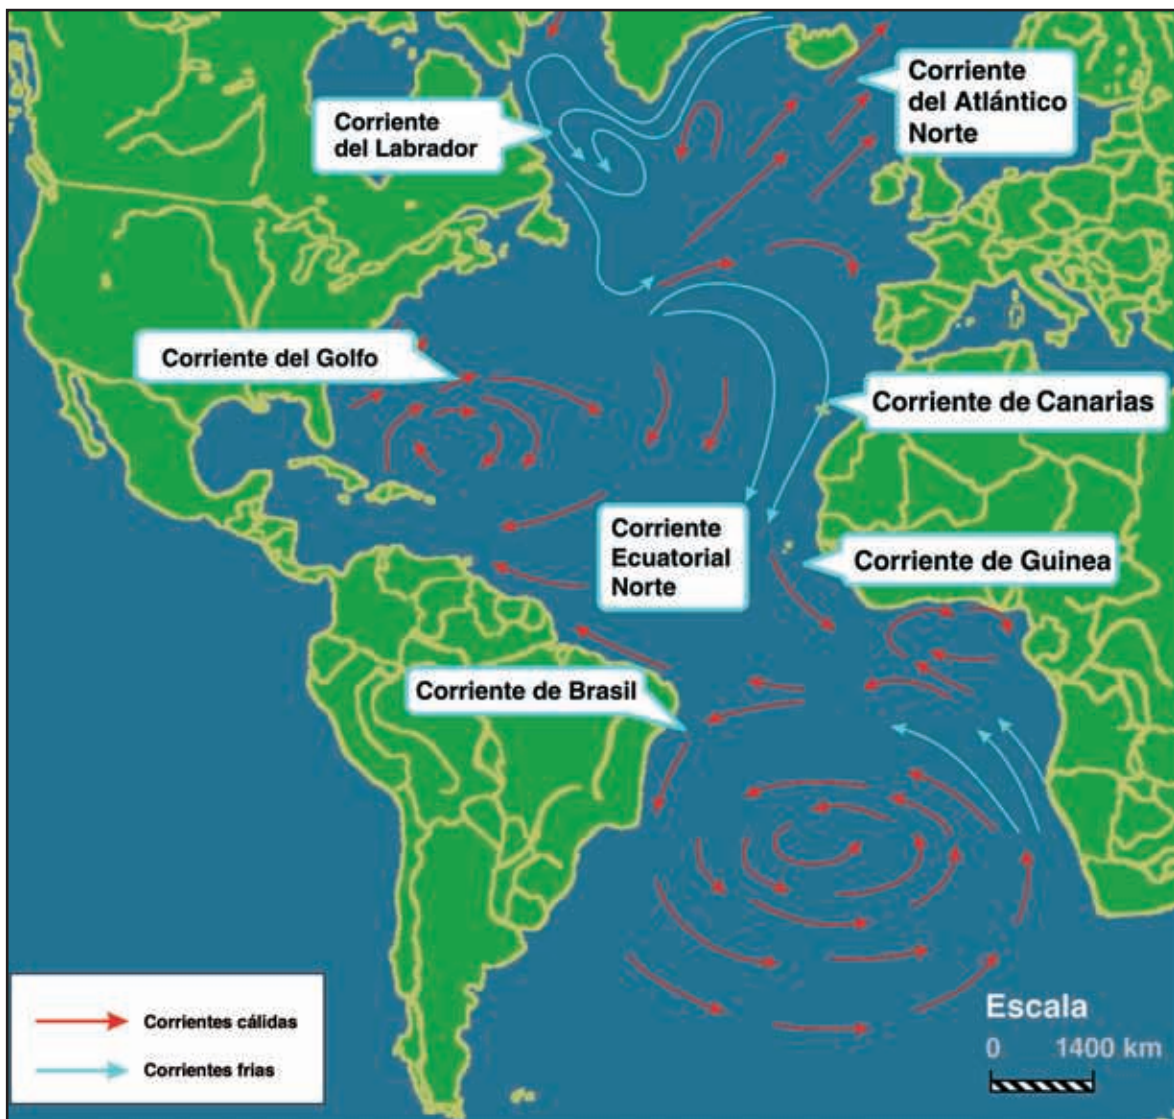 Corriente
del Atlántico
Norte
Corriente
del Labrador
Corriente del Golfo
Corriente de Canarias
Corriente
Ecuatorial
Norte
Corriente de Guinea
Corriente de Brasil
Corrientes cálidas
Corrientes frías
Escala
0 1400 km